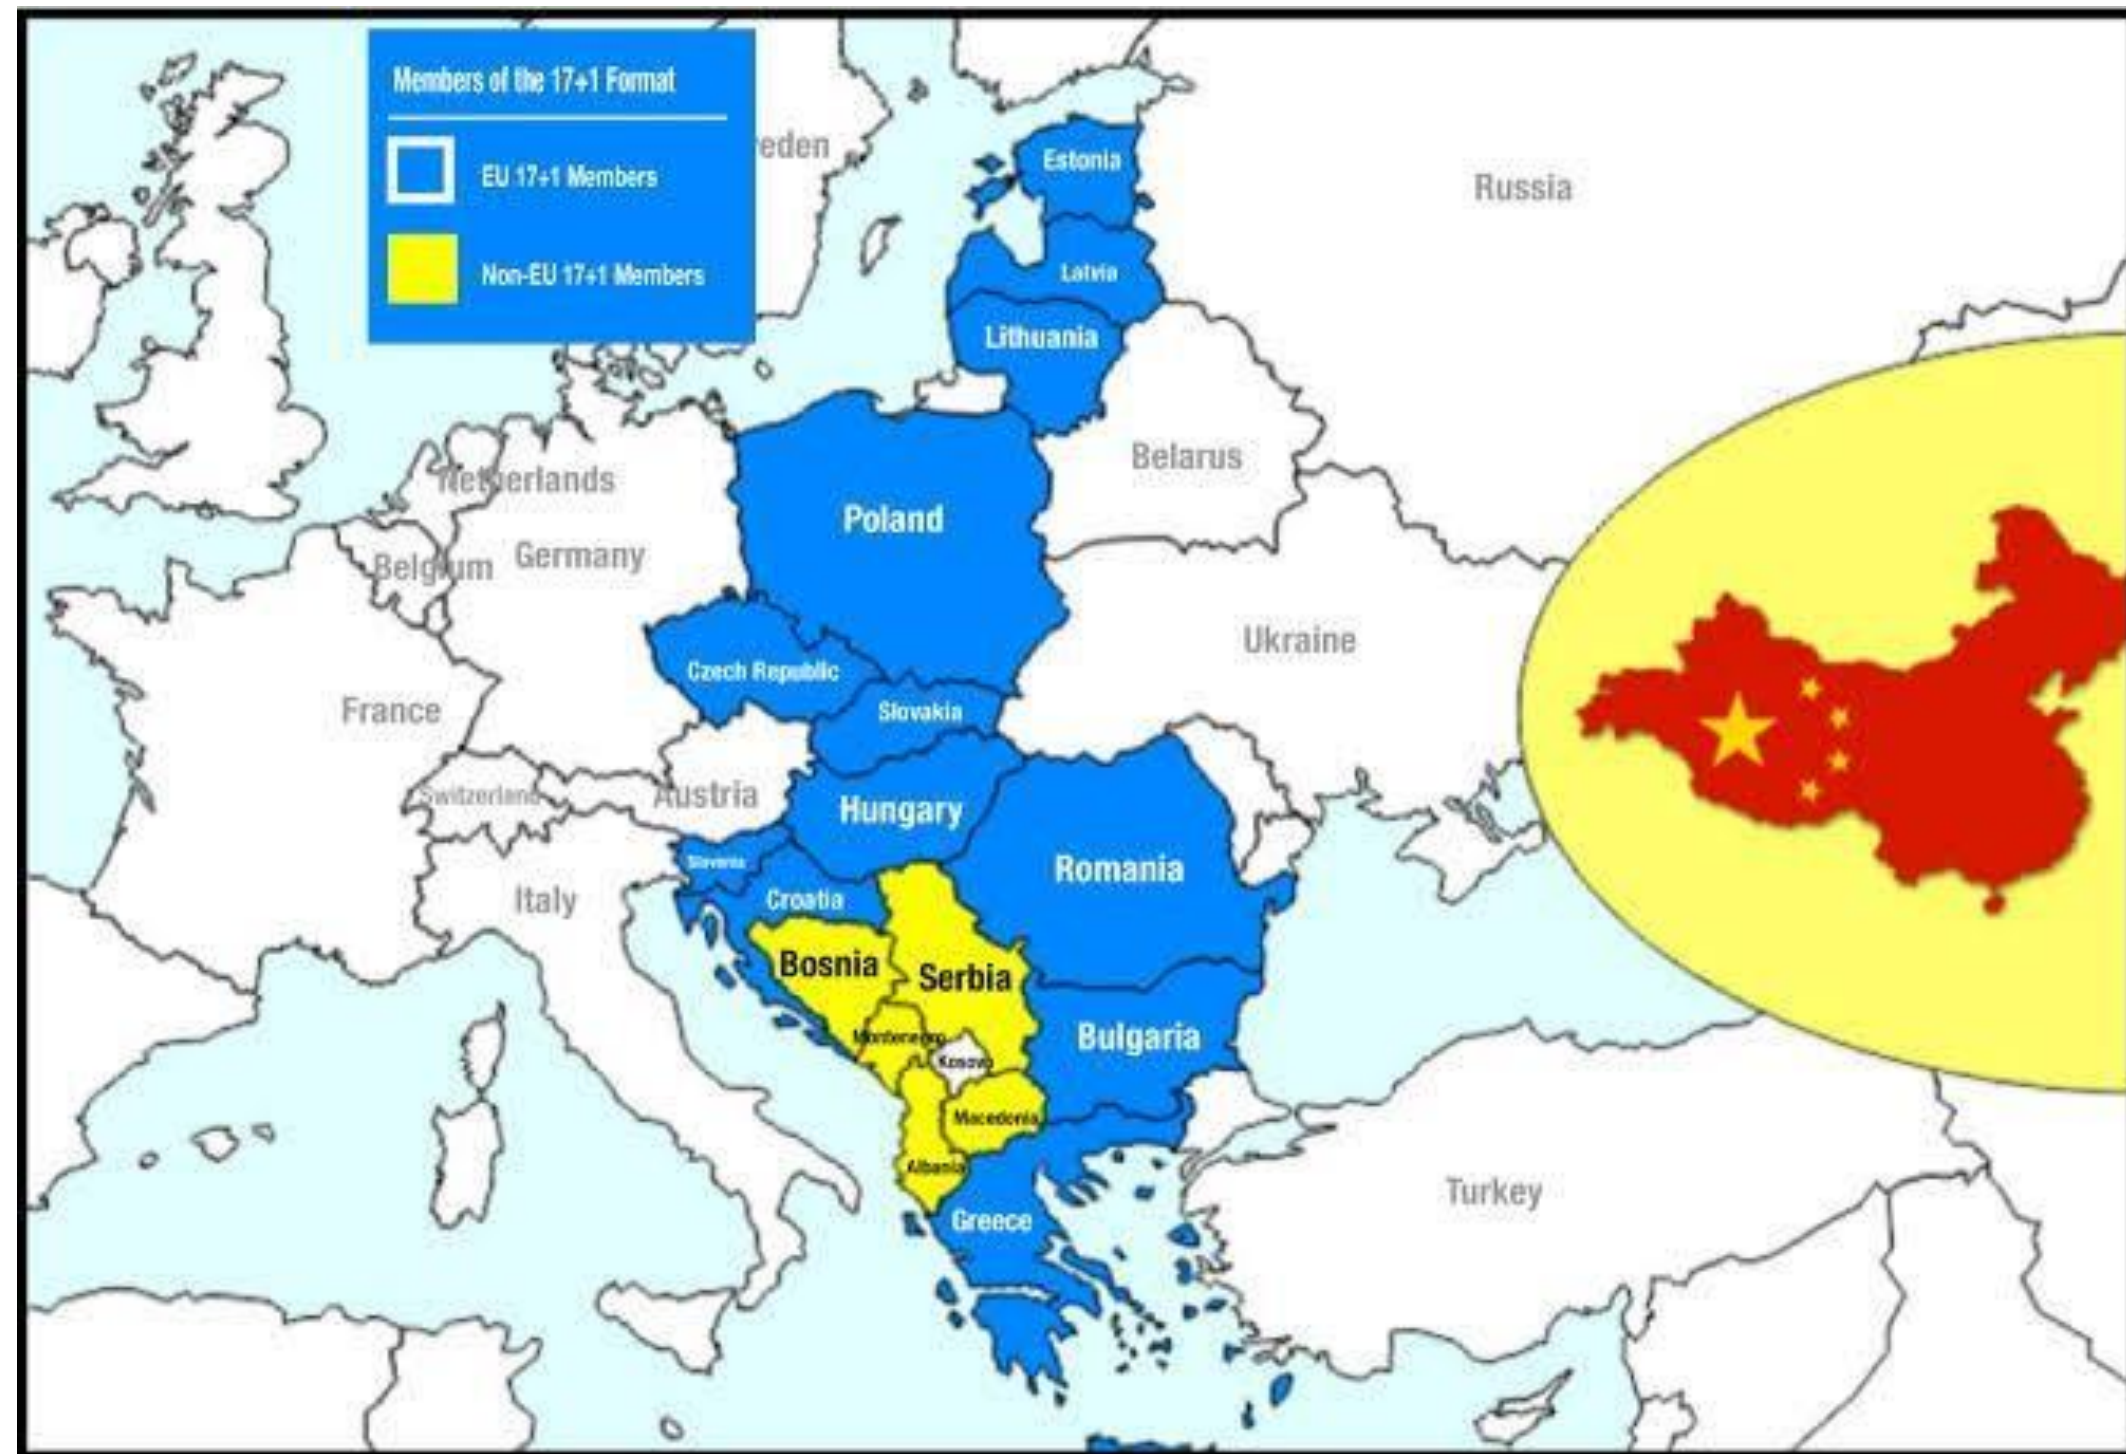 Members of the 17+1 Format
EU 17+1 Members
Non-EU 17+1 Members
eden
Estonia
Russia
Latvia
Lithuania
Belarus
Netherlands
Poland
Belgium
Germany
Ukraine
Czech Republic
France
Slovakia
Switzerland
Austria
Hungary
Slovenia
Romania
Italy
Croatia
Bosnia
Serbia
Montenegro
Bulgaria
Kosovo
Macedonia
Albania
Turkey
Greece